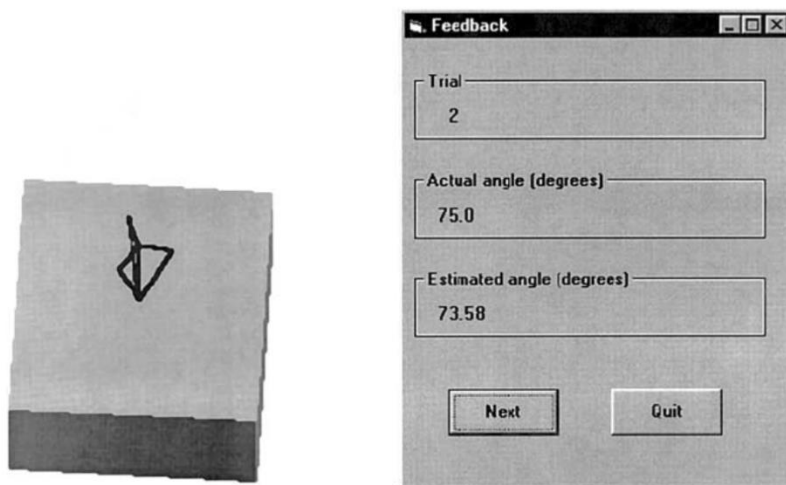 Feedback
Trial
2
Actual angle (degrees)
75.0
Estimated angle (degrees)
73.58
Next
Quit